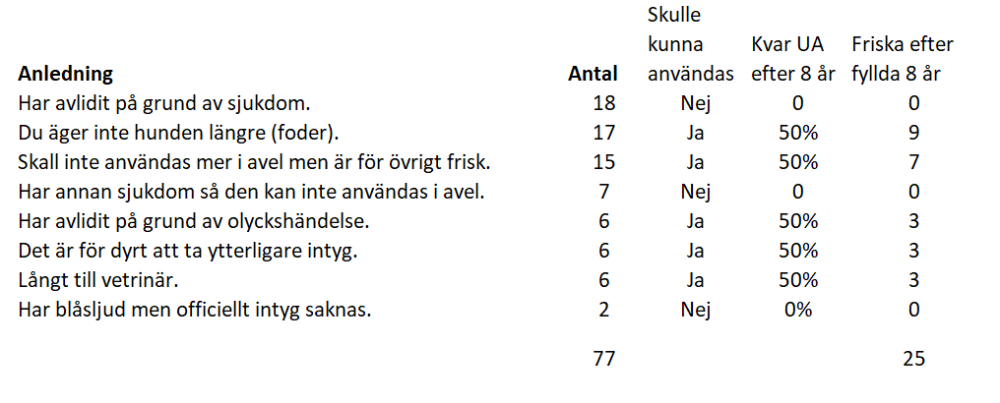 Skulle
kunna Kvar UA Friska efter
Anledning Antal användas efter 8 år fyllda 8 år
Har avlidit på grund av sjukdom. 18 Nej 0 0
Du äger inte hunden längre (foder). 17 Ja 50% 9
Skall inte användas mer i avel men är för övrigt frisk. 15 Ja 50% 7
Har annan sjukdom så den kan inte användas i avel. 7 Nej 0 0
Har avlidit på grund av olyckshändelse. 6 Ja 50% 3
Det är för dyrt att ta ytterligare intyg. 6 Ja 50% 3
Långt till vetrinär. 6 Ja 50% 3
Har blåsljud men officiellt intyg saknas. 2 Nej 0% 0
77 25